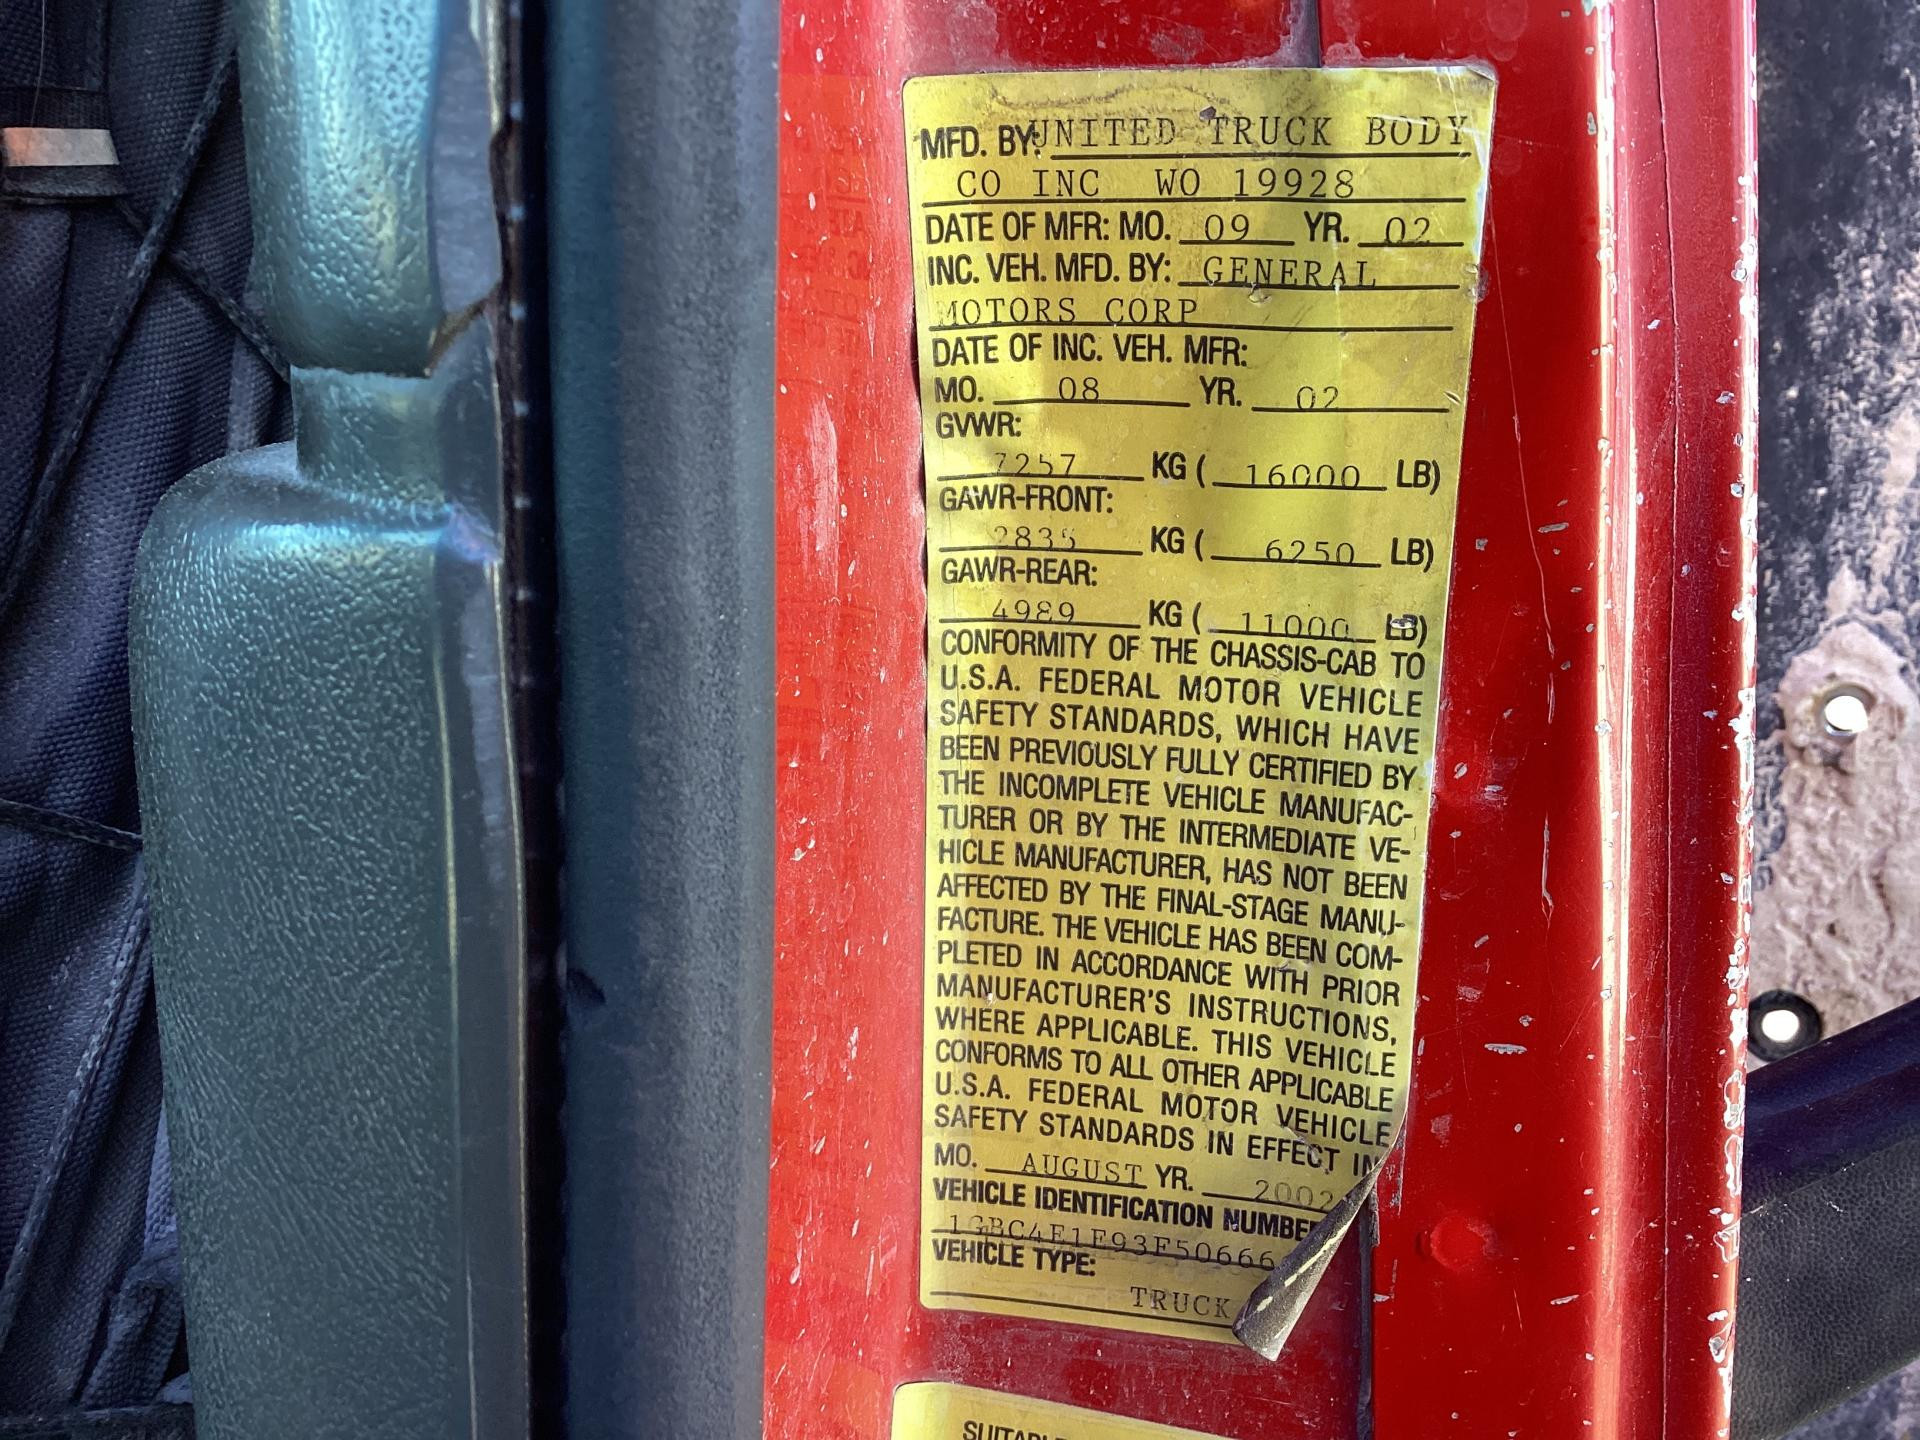 MFD. BY: UNITED TRUCK BODY
CO INC WO 19928
DATE OF MFR: MO. 09 YR. 02
INC. VEH. MFD. BY: GENERAL
MOTORS CORP
DATE OF INC. VEH. MFR:
MO. 08 YR. 02
GVWR:
7257 KG ( 16000 LB)
GAWR-FRONT:
2835 KG ( 6250 LB)
GAWR-REAR:
4989 KG ( 11000 LB)
CONFORMITY OF THE CHASSIS-CAB TO
U.S.A. FEDERAL MOTOR VEHICLE
SAFETY STANDARDS, WHICH HAVE
BEEN PREVIOUSLY FULLY CERTIFIED BY
THE INCOMPLETE VEHICLE MANUFAC-
TURER OR BY THE INTERMEDIATE VE-
HICLE MANUFACTURER, HAS NOT BEEN
AFFECTED BY THE FINAL-STAGE MANU-
FACTURE. THE VEHICLE HAS BEEN COM-
PLETED IN ACCORDANCE WITH PRIOR
MANUFACTURER'S INSTRUCTIONS,
WHERE APPLICABLE. THIS VEHICLE
CONFORMS TO ALL OTHER APPLICABLE
U.S.A. FEDERAL MOTOR VEHICLE
SAFETY STANDARDS IN EFFECT IN
MO. AUGUST YR. 2002
VEHICLE IDENTIFICATION NUMBER
1GBC4E1E93F50666
VEHICLE TYPE:
TRUCK